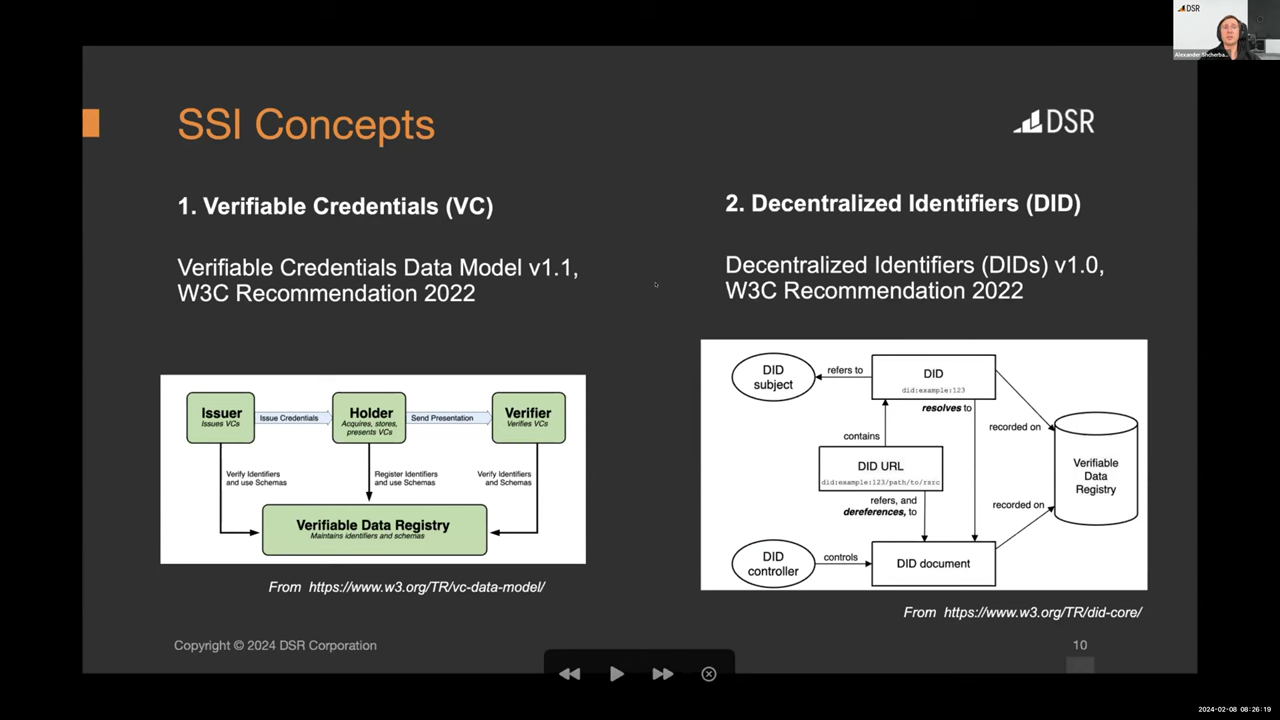 DSR
Alexander Shcherba...
SSI Concepts
DSR
1. Verifiable Credentials (VC)
Verifiable Credentials Data Model v1.1,
W3C Recommendation 2022
Issuer
Issues VCs
Issue Credentials
Holder
Acquires, stores,
presents VCs
Send Presentation
Verifier
Verifies VCs
Verify Identifiers
and use Schemas
Register Identifiers
and use Schemas
Verify Identifiers
and Schemas
Verifiable Data Registry
Maintains identifiers and schemas
From https://www.w3.org/TR/vc-data-model/
2. Decentralized Identifiers (DID)
Decentralized Identifiers (DIDs) v1.0,
W3C Recommendation 2022
DID
subject
refers to
DID
did:example:123
resolves to
recorded on
contains
DID URL
did:example:123/path/to/rsrc
Verifiable
Data
Registry
refers, and
dereferences, to
recorded on
DID
controller
controls
DID document
From https://www.w3.org/TR/did-core/
Copyright © 2024 DSR Corporation
10
2024-02-08 08:26:19